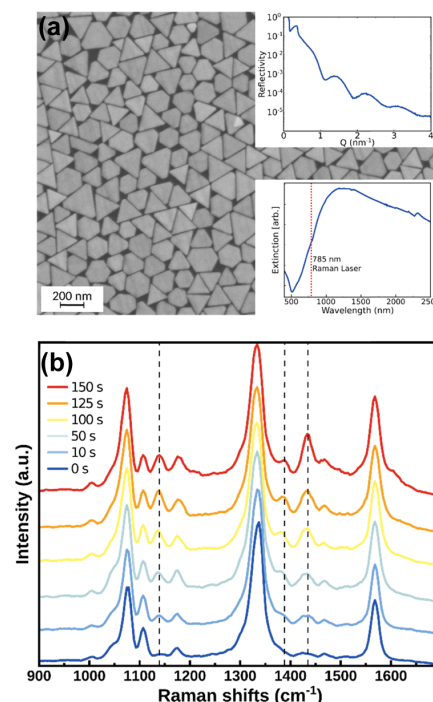 (a)
10⁰
10⁻¹
10⁻²
10⁻³
10⁻⁴
10⁻⁵
Reflectivity
0 1 2 3 4
Q (nm⁻¹)
Extinction [arb.]
785 nm
Raman Laser
500 1000 1500 2000 250
Wavelength (nm)
200 nm
(b)
150 s
125 s
100 s
50 s
10 s
0 s
Intensity (a.u.)
900 1000 1100 1200 1300 1400 1500 1600
Raman shifts (cm⁻¹)